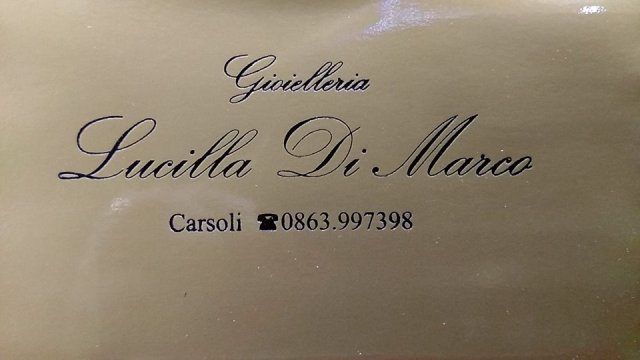 Gioielleria
Lucilla Di Marco
Carsoli ☎0863.997398